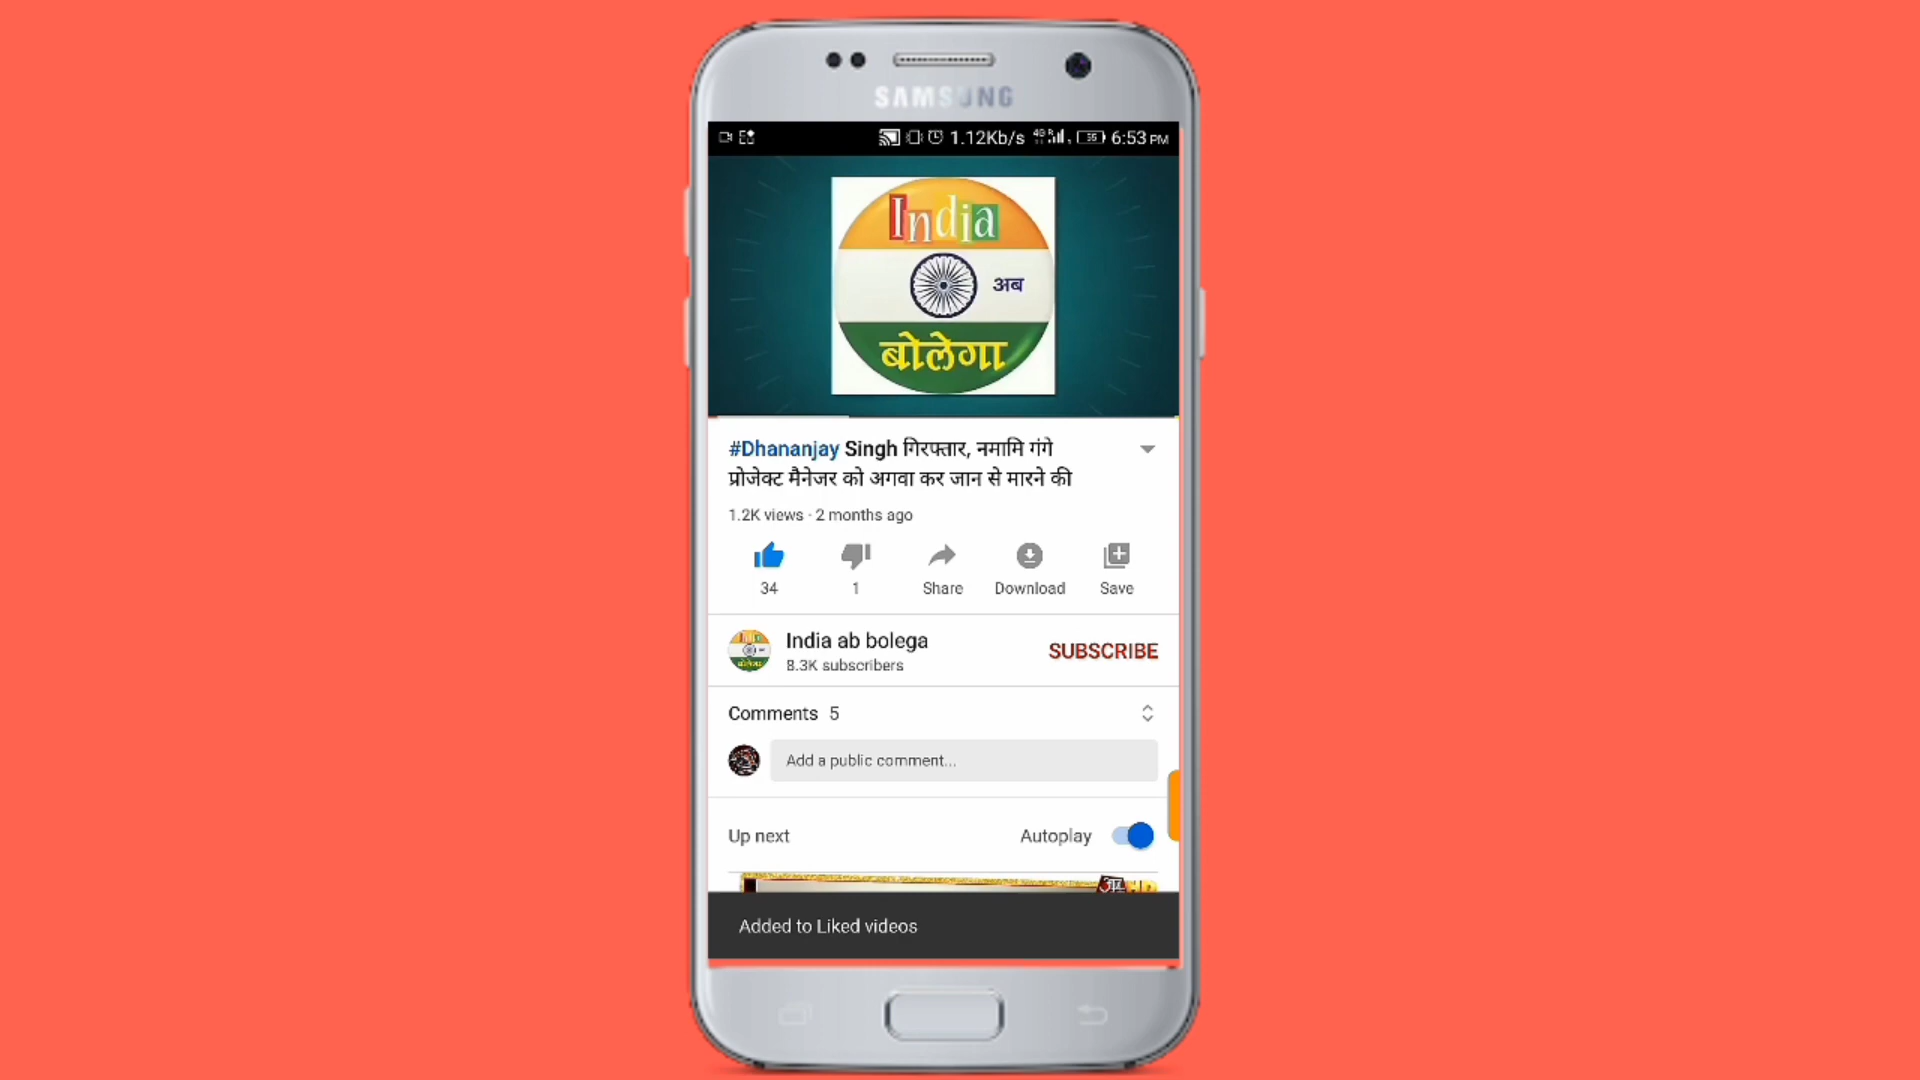 SAMSUNG
1.12Kb/s 4G R 55 6:53 PM
India
अब
बोलेगा
#Dhananjay Singh गिरफ्तार, नमामि गंगे
प्रोजेक्ट मैनेजर को अगवा कर जान से मारने की
1.2K views · 2 months ago
34 1 Share Download Save
India ab bolega
SUBSCRIBE
8.3K subscribers
Comments 5
Add a public comment...
Up next Autoplay
Added to Liked videos